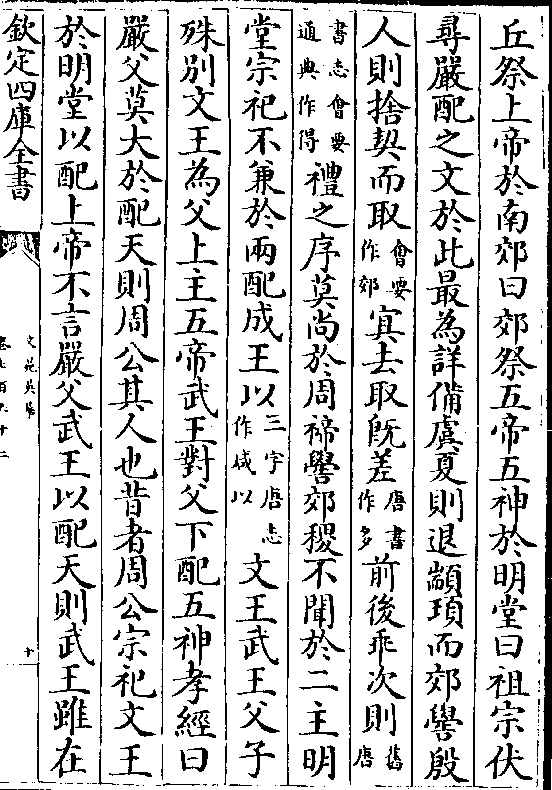 丘祭上帝於南郊曰郊祭五帝五神於明堂曰祖宗伏
尋嚴配之文於此最為詳備虞夏則退顓頊而郊嚳殷
人則捨契而取會要作郊㝠去取既差唐書作多前後乖次則舊唐
書志會要通典作得禮之序莫尚於周禘嚳郊稷不聞於二主明
堂宗祀不兼於兩配成王以三字唐志作咸以文王武王父子
殊別文王為父上主五帝武王對父下配五神孝經曰
嚴父莫大於配天則周公其人也昔者周公宗祀文王
於明堂以配上帝不言嚴父武王以配天則武王雖在
欽定四庫全書
文苑英華
十